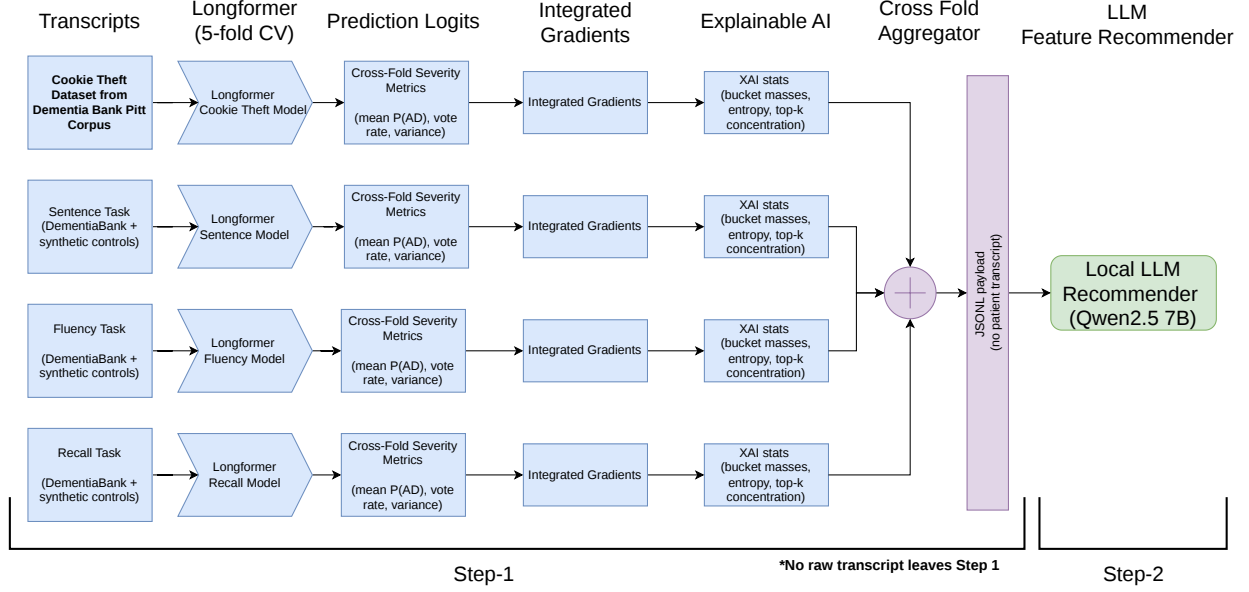 Transcripts
Longformer
(5-fold CV)
Prediction Logits
Integrated
Gradients
Explainable AI
Cross Fold
Aggregator
LLM
Feature Recommender
Cookie Theft
Dataset from
Dementia Bank Pitt
Corpus
Longformer
Cookie Theft Model
Cross-Fold Severity
Metrics
(mean P(AD), vote
rate, variance)
Integrated Gradients
XAI stats
(bucket masses,
entropy, top-k
concentration)
Sentence Task
(DementiaBank +
synthetic controls)
Longformer
Sentence Model
Cross-Fold Severity
Metrics
(mean P(AD), vote
rate, variance)
Integrated Gradients
XAI stats
(bucket masses,
entropy, top-k
concentration)
Fluency Task
(DementiaBank +
synthetic controls)
Longformer
Fluency Model
Cross-Fold Severity
Metrics
(mean P(AD), vote
rate, variance)
Integrated Gradients
XAI stats
(bucket masses,
entropy, top-k
concentration)
Recall Task
(DementiaBank +
synthetic controls)
Longformer
Recall Model
Cross-Fold Severity
Metrics
(mean P(AD), vote
rate, variance)
Integrated Gradients
XAI stats
(bucket masses,
entropy, top-k
concentration)
JSONL payload
(no patient transcript)
Local LLM
Recommender
(Qwen2.5 7B)
*No raw transcript leaves Step 1
Step-1
Step-2